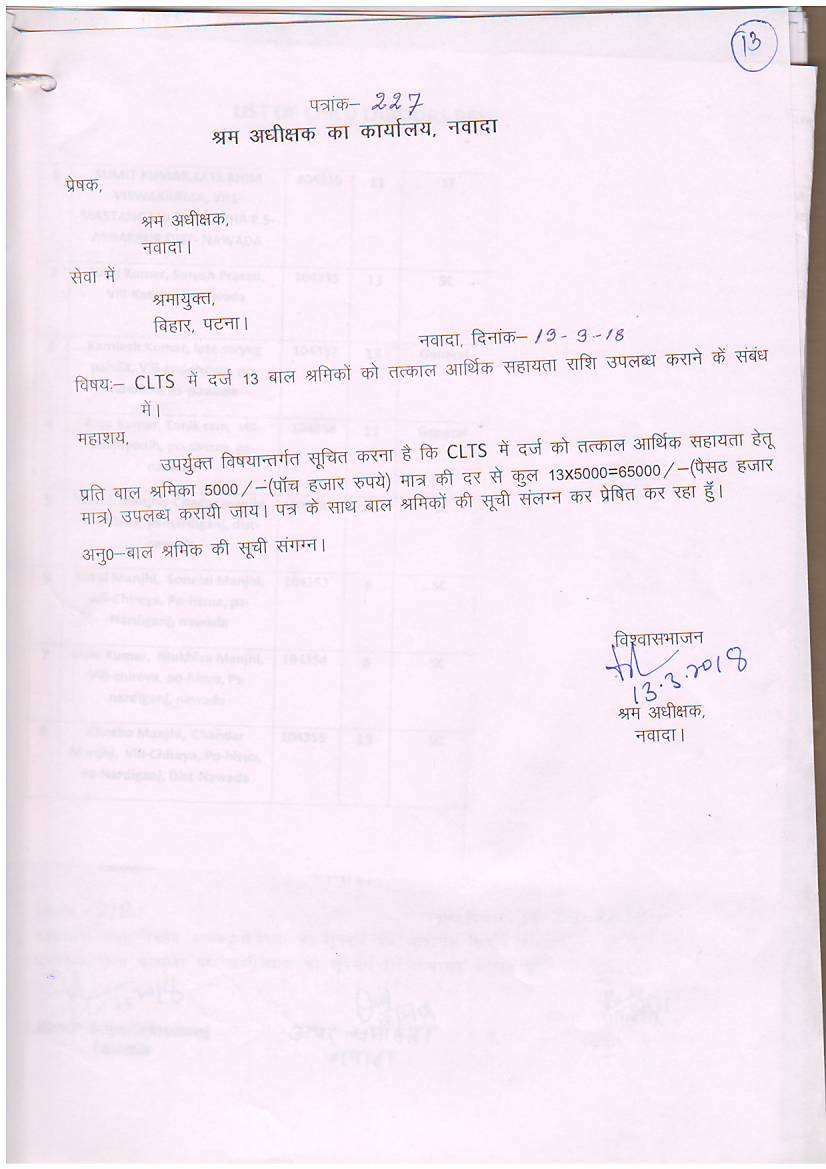 13
पत्रांक– 227
श्रम अधीक्षक का कार्यालय, नवादा
प्रेषक,
श्रम अधीक्षक,
नवादा।
सेवा में
श्रमायुक्त,
बिहार, पटना।
नवादा, दिनांक– 13-3-18
विषयः– CLTS में दर्ज 13 बाल श्रमिकों को तत्काल आर्थिक सहायता राशि उपलब्ध कराने कें संबंध
में।
महाशय,
उपर्युक्त विषयान्तर्गत सूचित करना है कि CLTS में दर्ज को तत्काल आर्थिक सहायता हेतू
प्रति बाल श्रमिका 5000/–(पॉच हजार रुपये) मात्र की दर से कुल 13X5000=65000/–(पैसठ हजार
मात्र) उपलब्ध करायी जाय। पत्र के साथ बाल श्रमिकों की सूची संलग्न कर प्रेषित कर रहा हुॅं।
अनु0–बाल श्रमिक की सूची संगग्न।
विश्वासभाजन
13.3.2018
श्रम अधीक्षक,
नवादा।